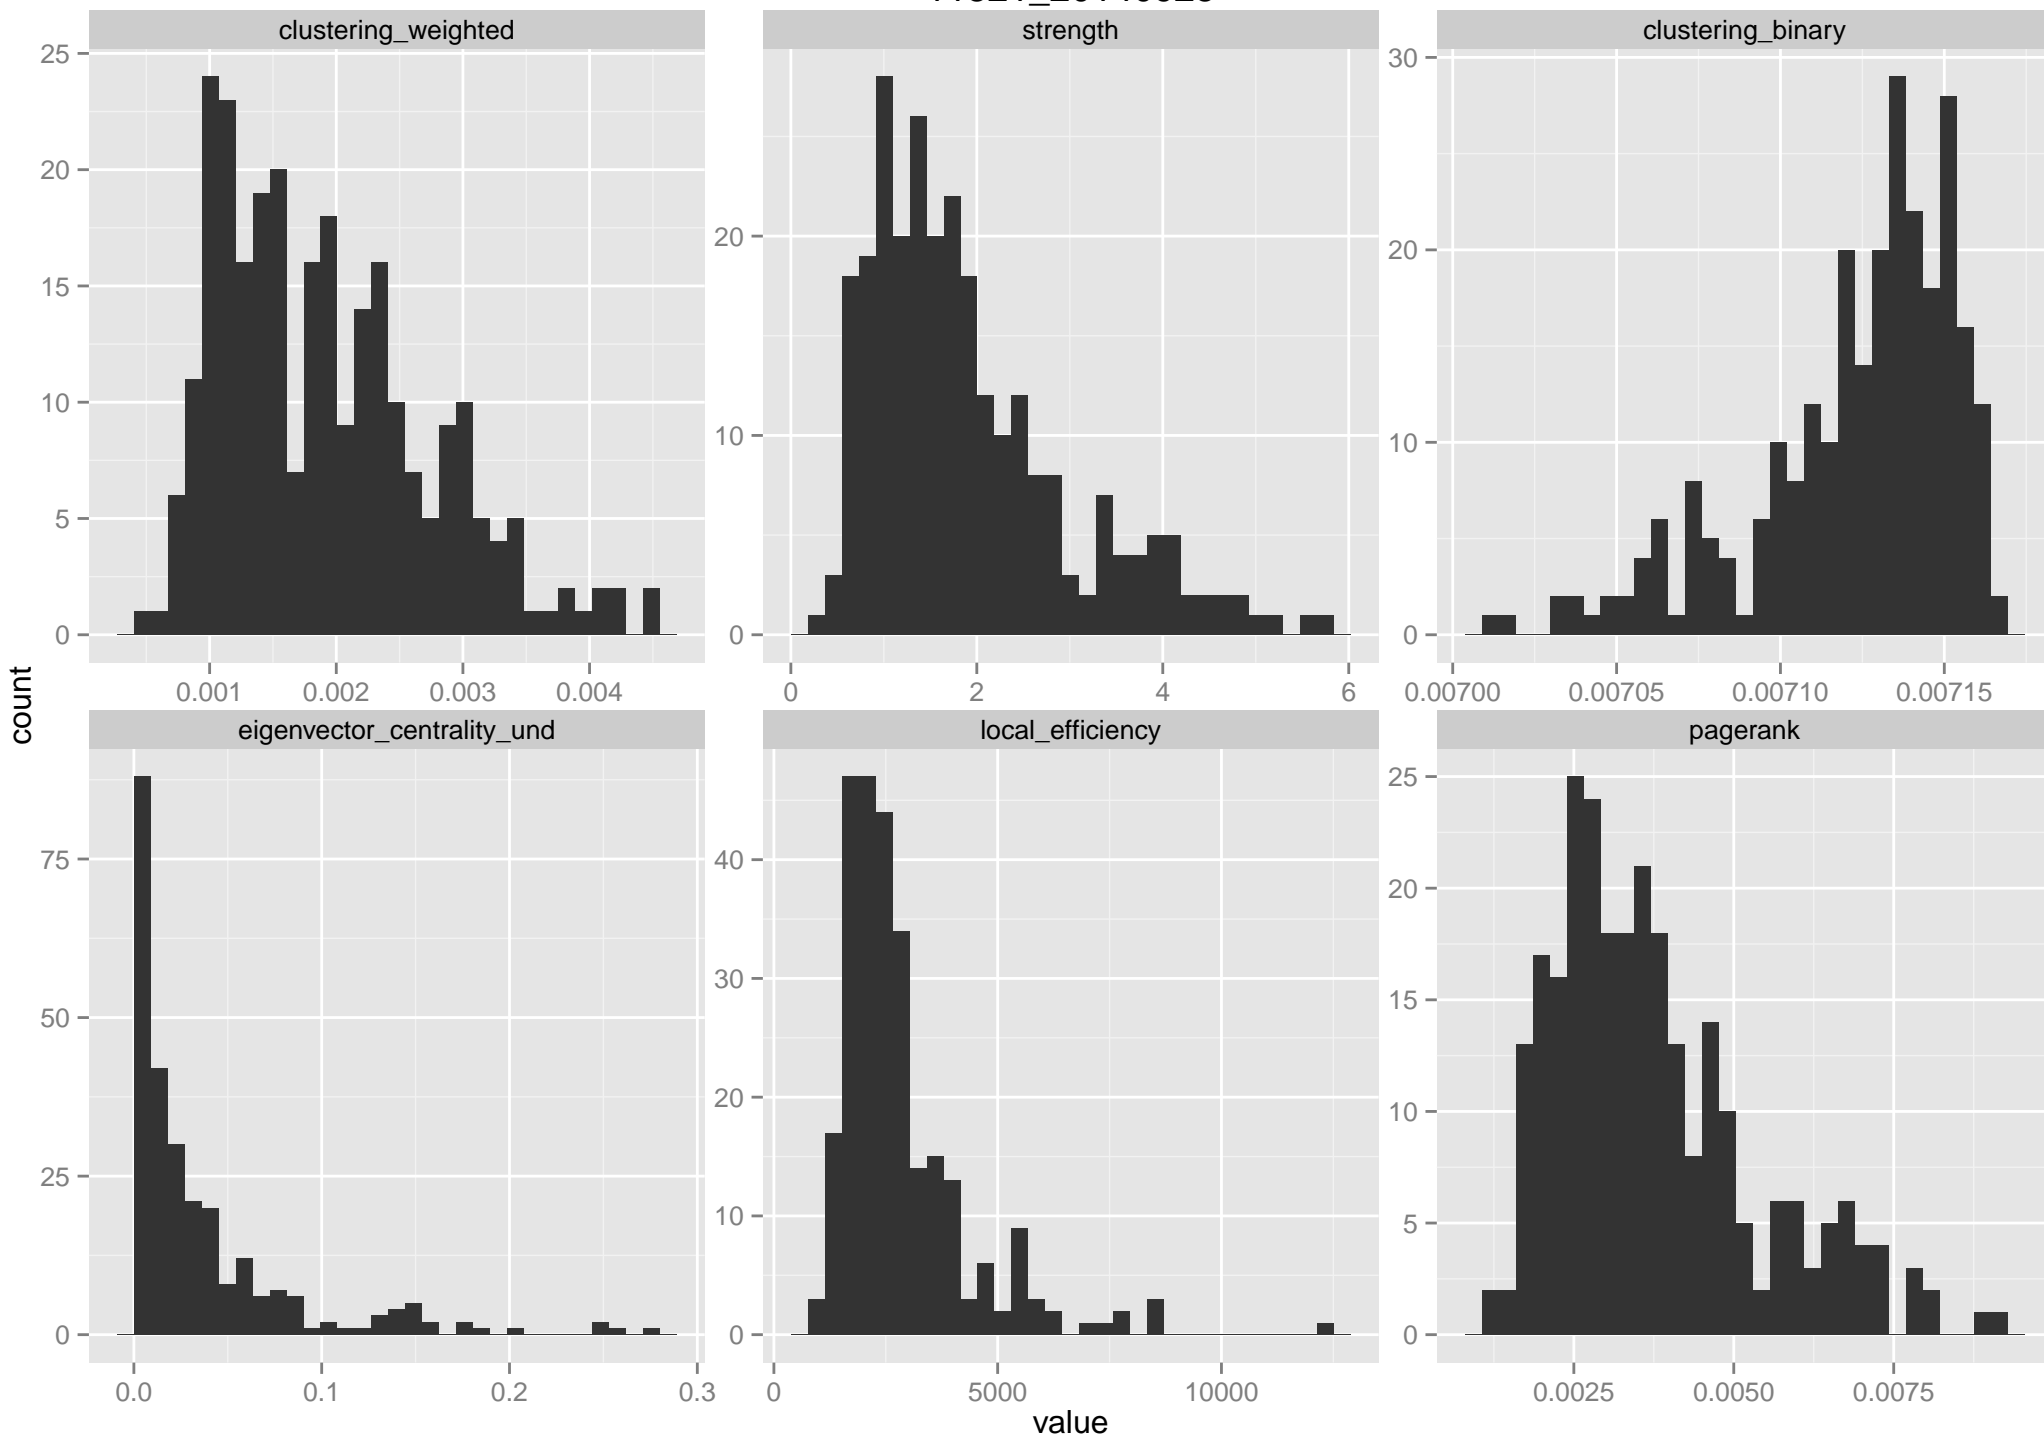 clustering_weighted
strength
clustering_binary
25
20
15
10
5
0
20
10
0
30
20
10
0
0.001 0.002 0.003 0.004
0 2 4 6
0.00700 0.00705 0.00710 0.00715
count
eigenvector_centrality_und
local_efficiency
pagerank
75
50
25
0
40
30
20
10
0
25
20
15
10
5
0
0.0 0.1 0.2 0.3
0 5000 10000
0.0025 0.0050 0.0075
value